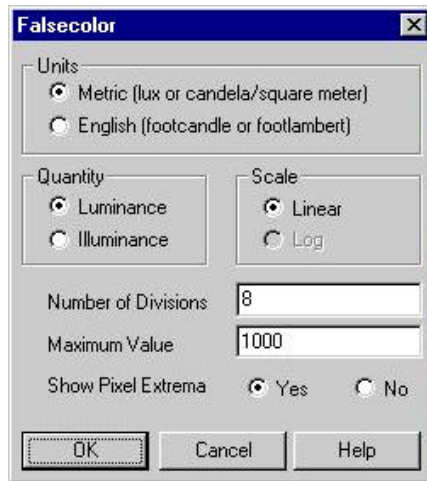 Falsecolor
Units
Metric (lux or candela/square meter)
English (footcandle or footlambert)
Quantity
Luminance
Illuminance
Scale
Linear
Log
Number of Divisions 8
Maximum Value 1000
Show Pixel Extrema Yes No
OK Cancel Help